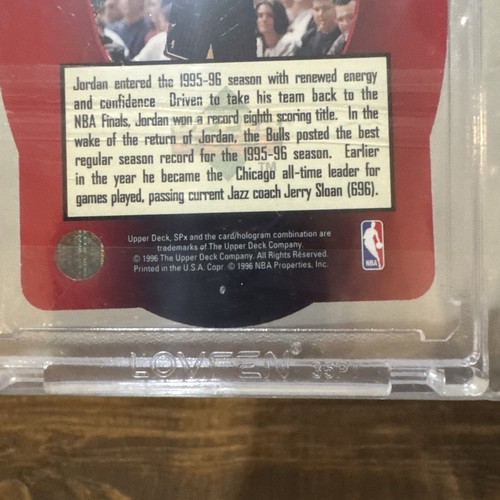 Jordan entered the 1995-96 season with renewed energy
and confidence Driven to take his team back to the
NBA Finals, Jordan won a record eighth scoring title. In the
wake of the return of Jordan, the Bulls posted the best
regular season record for the 1995-96 season. Earlier
in the year he became the Chicago all-time leader for
games played, passing current Jazz coach Jerry Sloan (696).
TM
Upper Deck, SPx and the card/hologram combination are
trademarks of The Upper Deck Company.
© 1996 The Upper Deck Company. All Rights Reserved.
Printed in the U.S.A. Copr © 1996 NBA Properties, Inc.
NBA